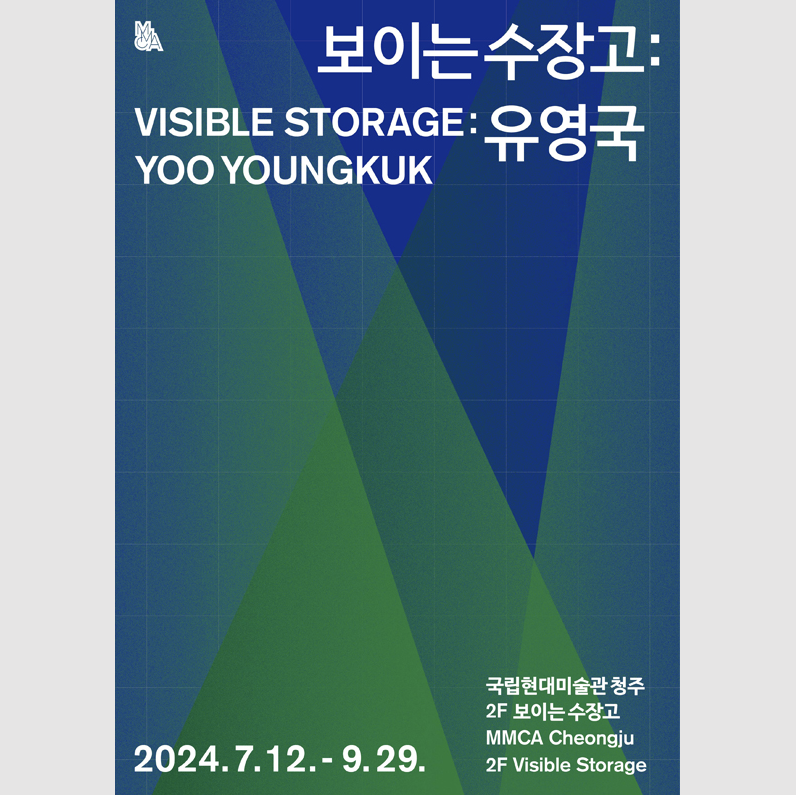 MMCA
보이는 수장고:
유영국
VISIBLE STORAGE:
YOO YOUNGKUK
2024.7.12.- 9.29.
국립현대미술관 청주
2F 보이는 수장고
MMCA Cheongju
2F Visible Storage